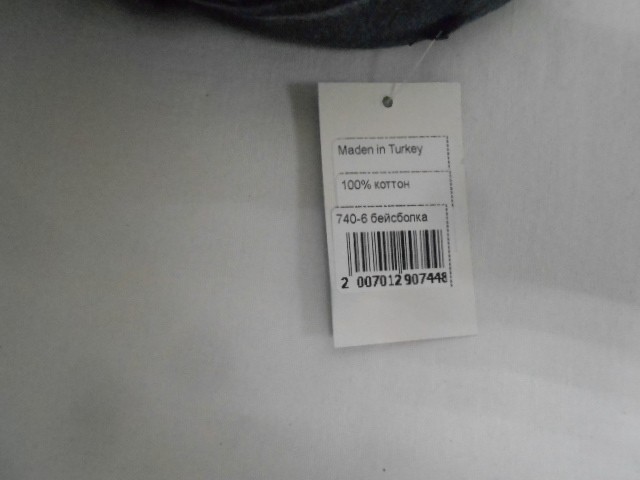 Maden in Turkey
100% коттон
740-6 бейсболка
2 007012 907448